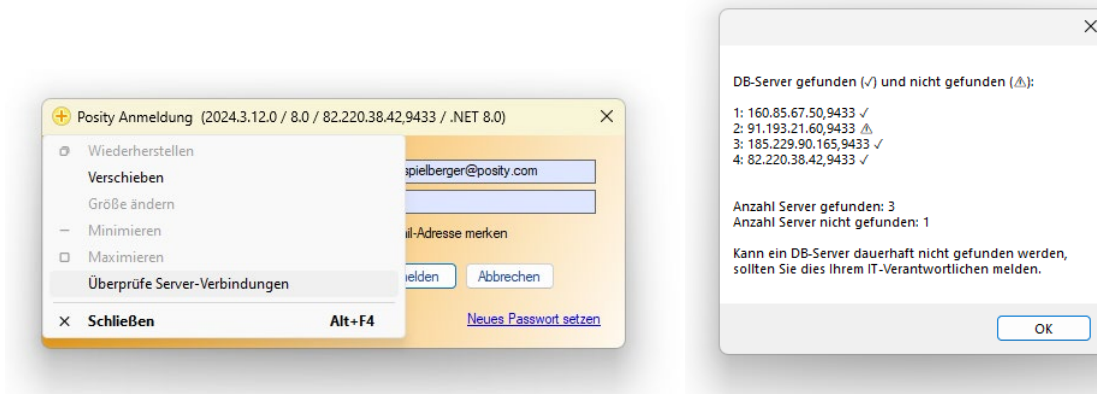 Posity Anmeldung (2024.3.12.0 / 8.0 / 82.220.38.42,9433 / .NET 8.0)
Wiederherstellen
Verschieben
Größe ändern
Minimieren
Maximieren
Überprüfe Server-Verbindungen
Schließen Alt+F4
spielberger@posity.com
il-Adresse merken
elden
Abbrechen
Neues Passwort setzen
DB-Server gefunden (✓) und nicht gefunden (⚠):
1: 160.85.67.50,9433 ✓
2: 91.193.21.60,9433 ⚠
3: 185.229.90.165,9433 ✓
4: 82.220.38.42,9433 ✓
Anzahl Server gefunden: 3
Anzahl Server nicht gefunden: 1
Kann ein DB-Server dauerhaft nicht gefunden werden,
sollten Sie dies Ihrem IT-Verantwortlichen melden.
OK